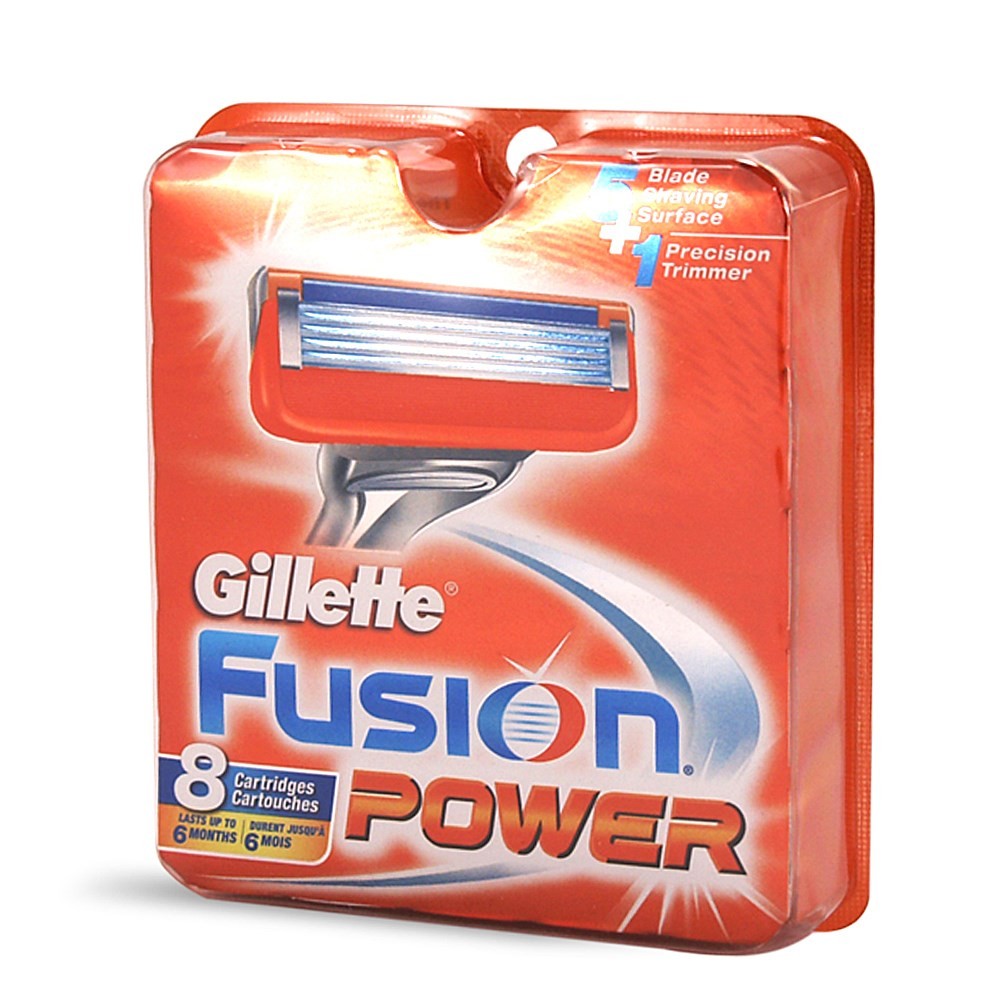 5 Blade
Shaving
Surface
+1 Precision
Trimmer
Gillette®
FUSION®
POWER
8 Cartridges
Cartouches
LASTS UP TO
6 MONTHS
DURENT JUSQU'À
6 MOIS